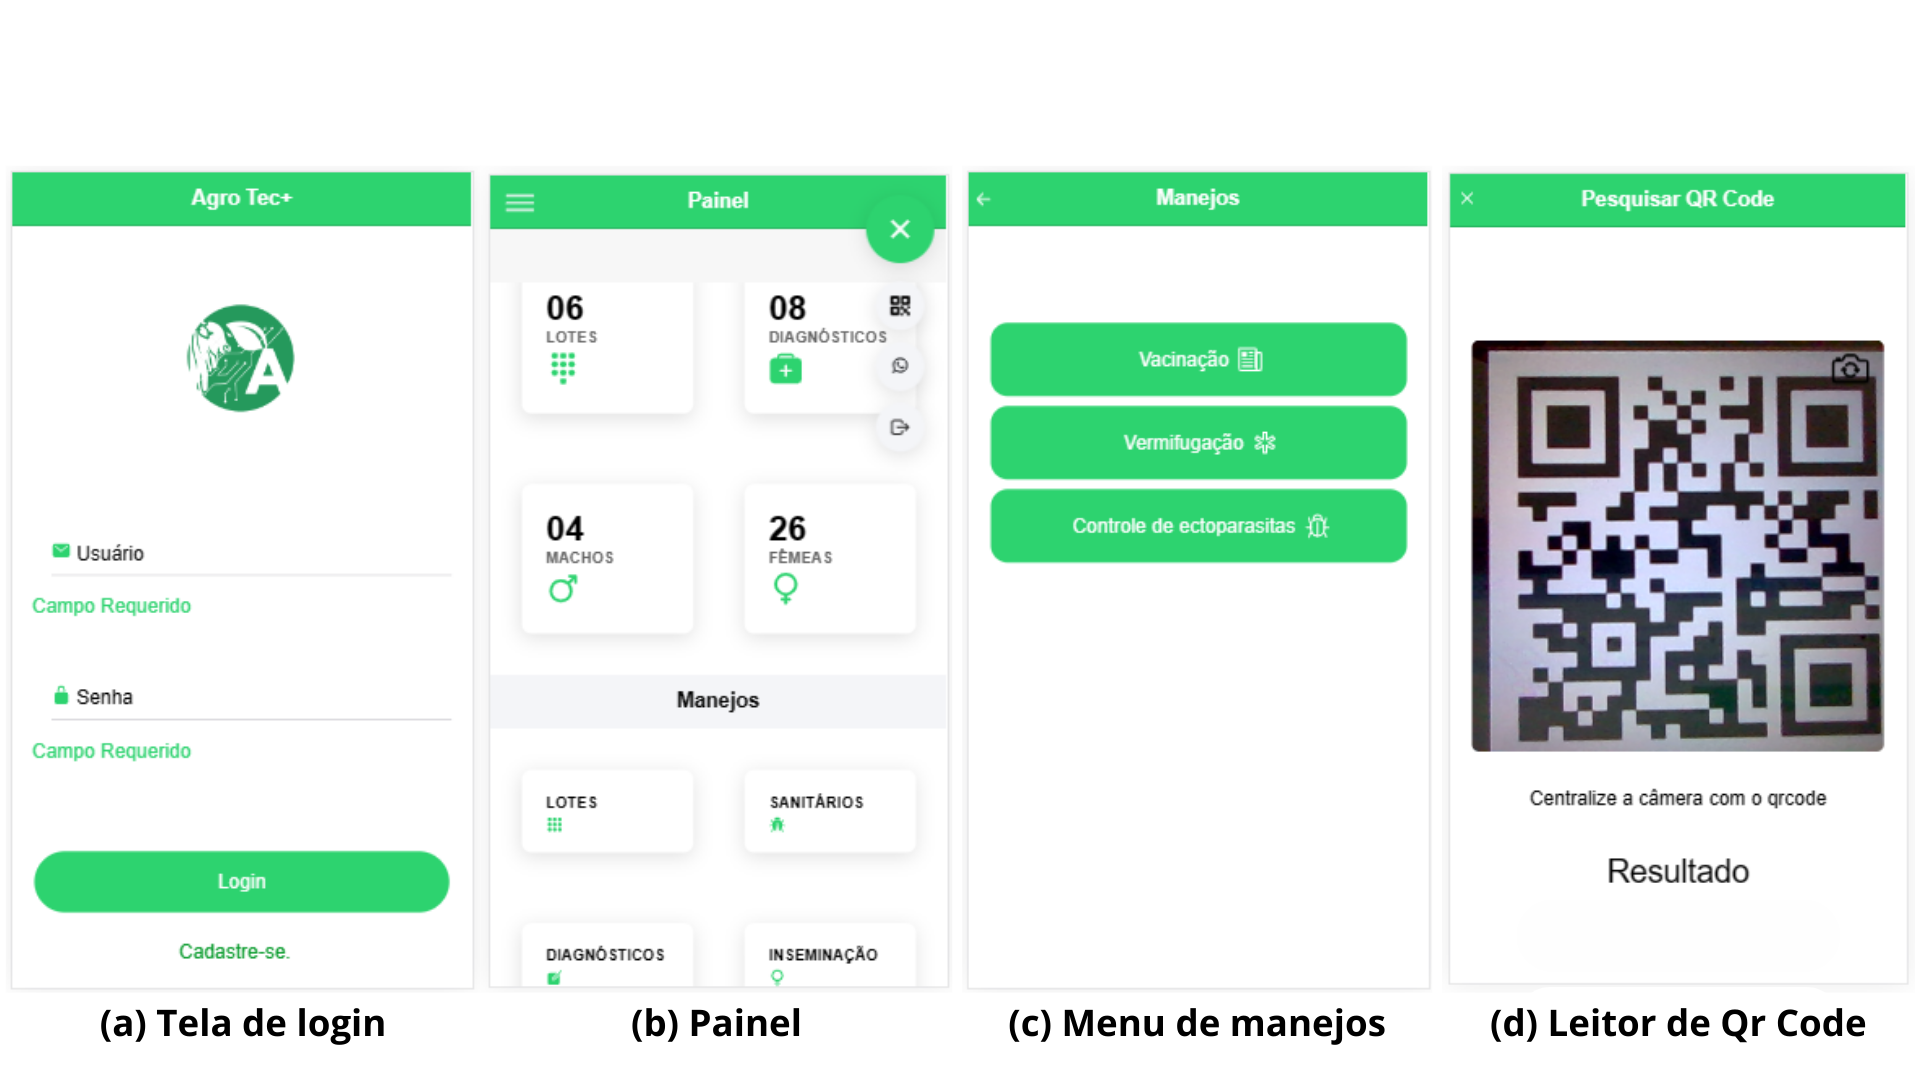 Agro Tec+
A
Usuário
Campo Requerido
Senha
Campo Requerido
Login
Cadastre-se.
(a) Tela de login
Painel
06
LOTES
08
DIAGNÓSTICOS
04
MACHOS
26
FÊMEAS
Manejos
LOTES
SANITÁRIOS
DIAGNÓSTICOS
INSEMINAÇÃO
(b) Painel
Manejos
Vacinação
Vermifugação
Controle de ectoparasitas
(c) Menu de manejos
Pesquisar QR Code
Centralize a câmera com o qrcode
Resultado
(d) Leitor de Qr Code